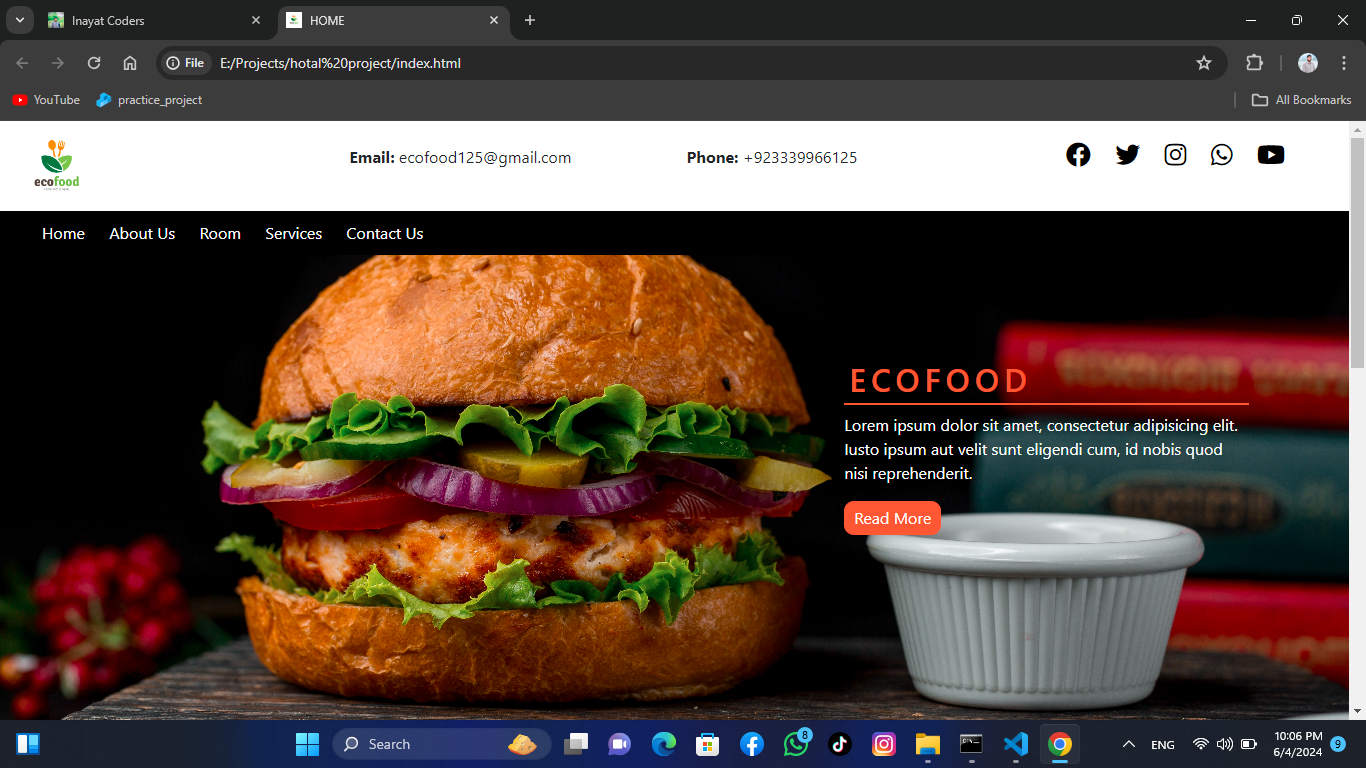 Inayat Coders
HOME
File
E:/Projects/hotal%20project/index.html
YouTube
practice_project
All Bookmarks
ecofood
Email: ecofood125@gmail.com
Phone: +923339966125
Home
About Us
Room
Services
Contact Us
ECOFOOD
Lorem ipsum dolor sit amet, consectetur adipisicing elit.
Iusto ipsum aut velit sunt eligendi cum, id nobis quod
nisi reprehenderit.
Read More
Search
8
ENG
10:06 PM
6/4/2024
9